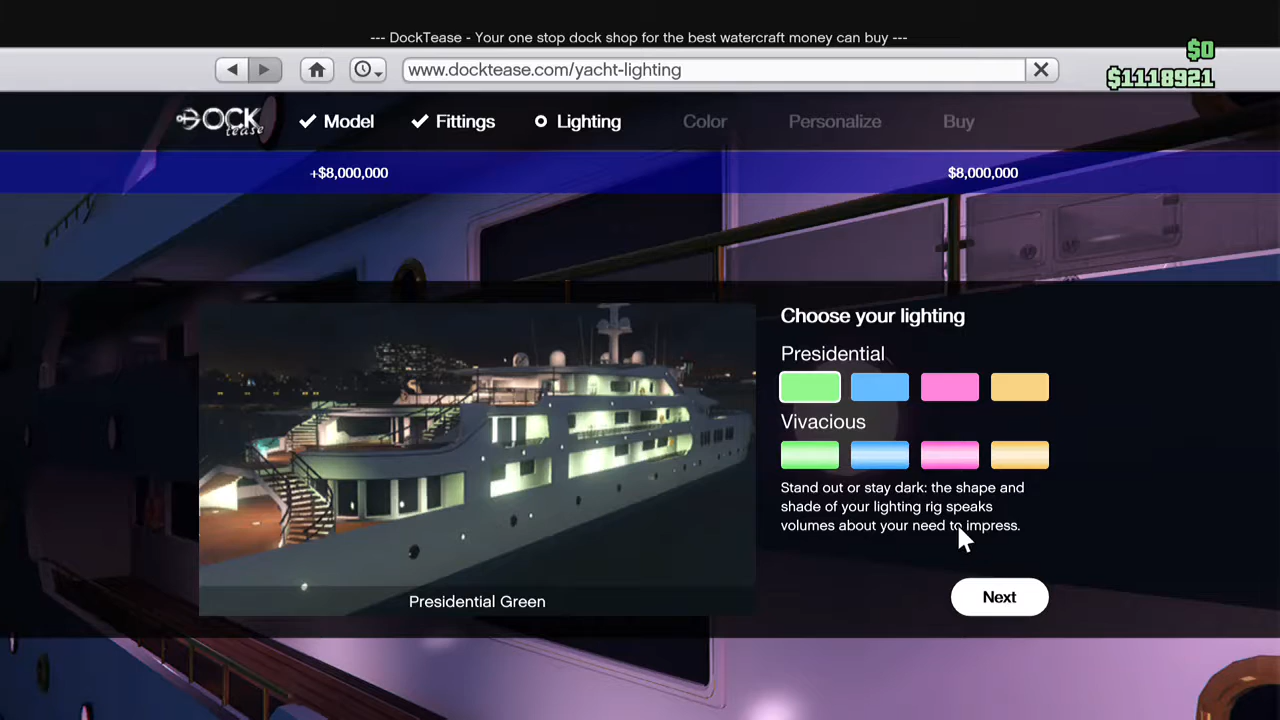 --- DockTease - Your one stop dock shop for the best watercraft money can buy ---
$0
www.docktease.com/yacht-lighting
$1118921
DOCK tease
Model
Fittings
Lighting
Color
Personalize
Buy
+$8,000,000
$8,000,000
Choose your lighting
Presidential
Vivacious
Stand out or stay dark: the shape and
shade of your lighting rig speaks
volumes about your need to impress.
Presidential Green
Next